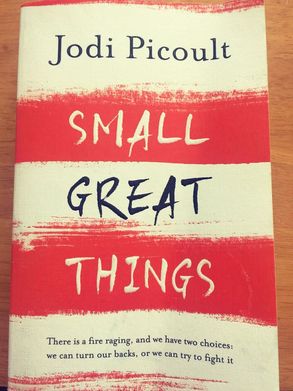 Jodi Picoult
SMALL
GREAT
THINGS
There is a fire raging, and we have two choices:
we can turn our backs, or we can try to fight it